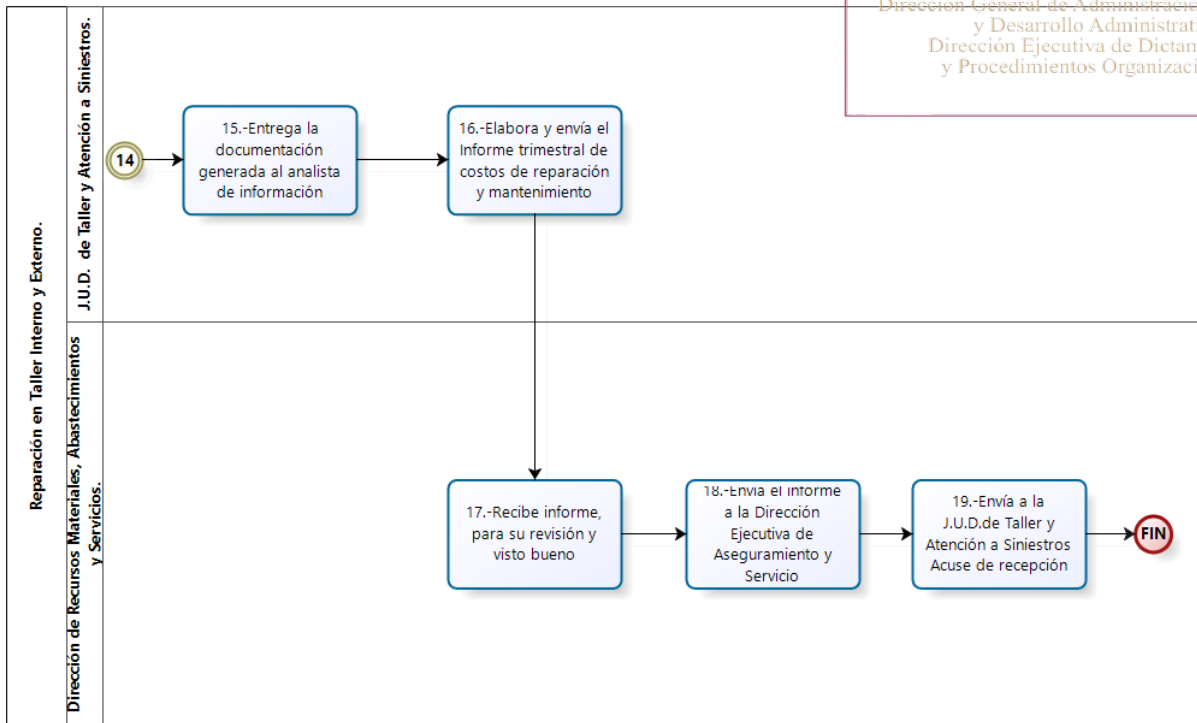 Dirección General de Administración
y Desarrollo Administrati
Dirección Ejecutiva de Dictam
y Procedimientos Organizaci
Reparación en Taller Interno y Externo.
J.U.D.  de Taller y Atención a Siniestros.
14
15.-Entrega la
documentación
generada al analista
de información
16.-Elabora y envía el
Informe trimestral de
costos de reparación
y mantenimiento
Dirección de Recursos Materiales, Abastecimientos
y Servicios.
17.-Recibe informe,
para su revisión y
visto bueno
18.-Envía el informe
a la Dirección
Ejecutiva de
Aseguramiento y
Servicio
19.-Envía a la
J.U.D.de Taller y
Atención a Siniestros
Acuse de recepción
FIN